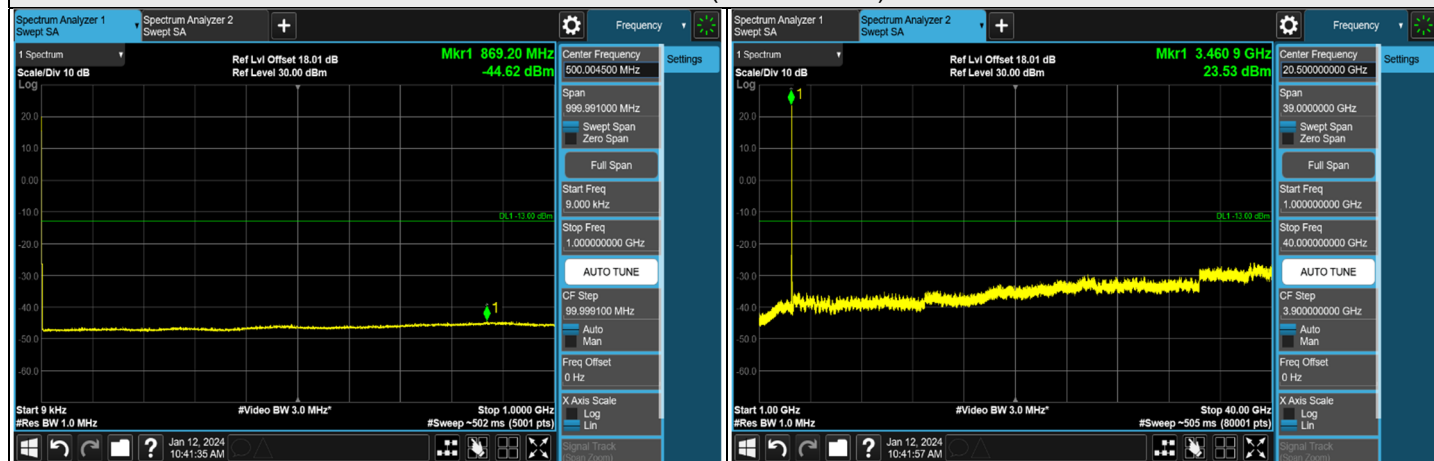 Spectrum Analyzer 1
Swept SA
Spectrum Analyzer 2
Swept SA
Frequency
1 Spectrum
Scale/Div 10 dB
Log
Ref Lvl Offset 18.01 dB
Ref Level 30.00 dBm
Mkr1 869.20 MHz
-44.62 dBm
1
20.0
10.0
0.00
-10.0
DL1 -13.00 dBm
-20.0
-30.0
-40.0
1
-50.0
-60.0
Start 9 kHz
#Video BW 3.0 MHz*
Stop 1.0000 GHz
#Res BW 1.0 MHz
#Sweep ~502 ms (5001 pts)
Center Frequency
500.004500 MHz
Settings
Span
999.991000 MHz
Swept Span
Zero Span
Full Span
Start Freq
9.000 kHz
Stop Freq
1.000000000 GHz
AUTO TUNE
CF Step
99.999100 MHz
Auto
Man
Freq Offset
0 Hz
X Axis Scale
Log
Lin
Signal Track
(Span Zoom)
?
Jan 12, 2024
10:41:35 AM
Spectrum Analyzer 1
Swept SA
Spectrum Analyzer 2
Swept SA
Frequency
1 Spectrum
Scale/Div 10 dB
Log
Ref Lvl Offset 18.01 dB
Ref Level 30.00 dBm
Mkr1 3.460 9 GHz
23.53 dBm
1
20.0
10.0
0.00
-10.0
DL1 -13.00 dBm
-20.0
-30.0
-40.0
-50.0
-60.0
Start 1.00 GHz
#Video BW 3.0 MHz*
Stop 40.00 GHz
#Res BW 1.0 MHz
#Sweep ~505 ms (80001 pts)
Center Frequency
20.500000000 GHz
Settings
Span
39.0000000 GHz
Swept Span
Zero Span
Full Span
Start Freq
1.000000000 GHz
Stop Freq
40.000000000 GHz
AUTO TUNE
CF Step
3.900000000 GHz
Auto
Man
Freq Offset
0 Hz
X Axis Scale
Log
Lin
Signal Track
(Span Zoom)
?
Jan 12, 2024
10:41:57 AM